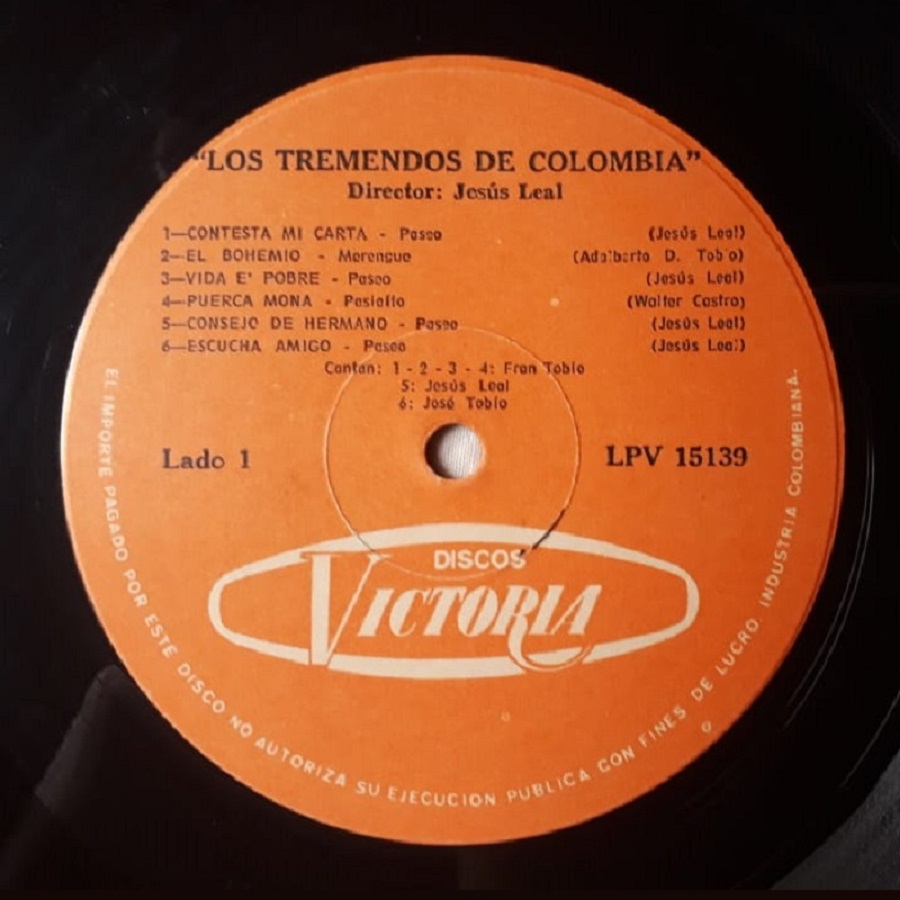 "LOS TREMENDOS DE COLOMBIA"
Director: Jesús Leal
1—CONTESTA MI CARTA - Paseo (Jesús Leal)
2—EL BOHEMIO - Merengue (Adalberto D. Tobio)
3—VIDA E' POBRE - Paseo (Jesús Leal)
4—PUERCA MONA - Pasiaito (Walter Castro)
5—CONSEJO DE HERMANO - Paseo (Jesús Leal)
6—ESCUCHA AMIGO - Paseo (Jesús Leal)
Cantan: 1 - 2 - 3 - 4: Fran Tobio
5: Jesús Leal
6: José Tobio
Lado 1 LPV 15139
DISCOS
VICTORIA
EL IMPORTE PAGADO POR ESTE DISCO NO AUTORIZA SU EJECUCION PUBLICA CON FINES DE LUCRO. INDUSTRIA COLOMBIANA.